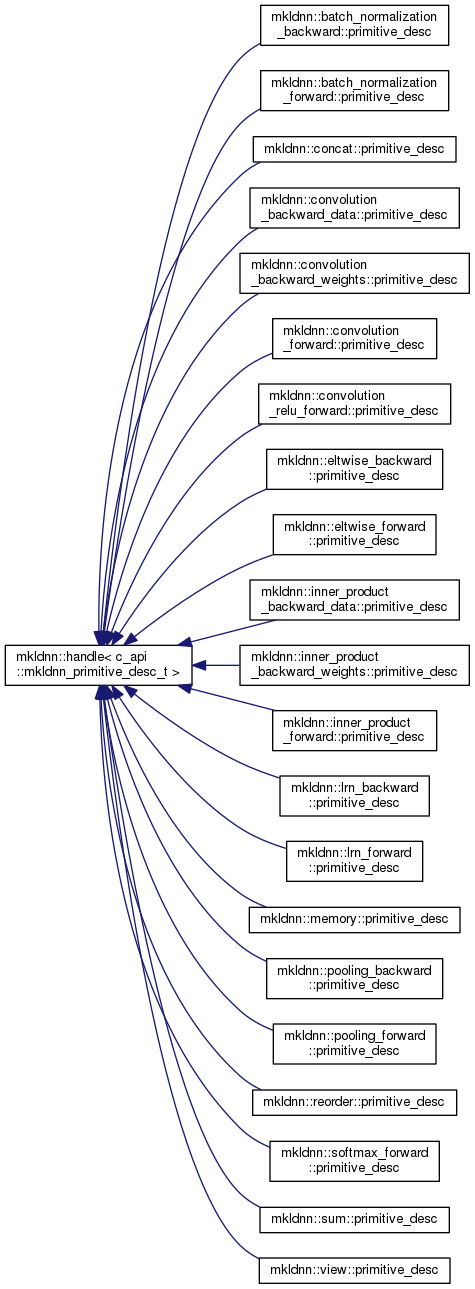 mkldnn::batch_normalization
_backward::primitive_desc
mkldnn::batch_normalization
_forward::primitive_desc
mkldnn::concat::primitive_desc
mkldnn::convolution
_backward_data::primitive_desc
mkldnn::convolution
_backward_weights::primitive_desc
mkldnn::convolution
_forward::primitive_desc
mkldnn::convolution
_relu_forward::primitive_desc
mkldnn::eltwise_backward
::primitive_desc
mkldnn::eltwise_forward
::primitive_desc
mkldnn::inner_product
_backward_data::primitive_desc
mkldnn::handle< c_api
::mkldnn_primitive_desc_t >
mkldnn::inner_product
_backward_weights::primitive_desc
mkldnn::inner_product
_forward::primitive_desc
mkldnn::lrn_backward
::primitive_desc
mkldnn::lrn_forward
::primitive_desc
mkldnn::memory::primitive_desc
mkldnn::pooling_backward
::primitive_desc
mkldnn::pooling_forward
::primitive_desc
mkldnn::reorder::primitive_desc
mkldnn::softmax_forward
::primitive_desc
mkldnn::sum::primitive_desc
mkldnn::view::primitive_desc